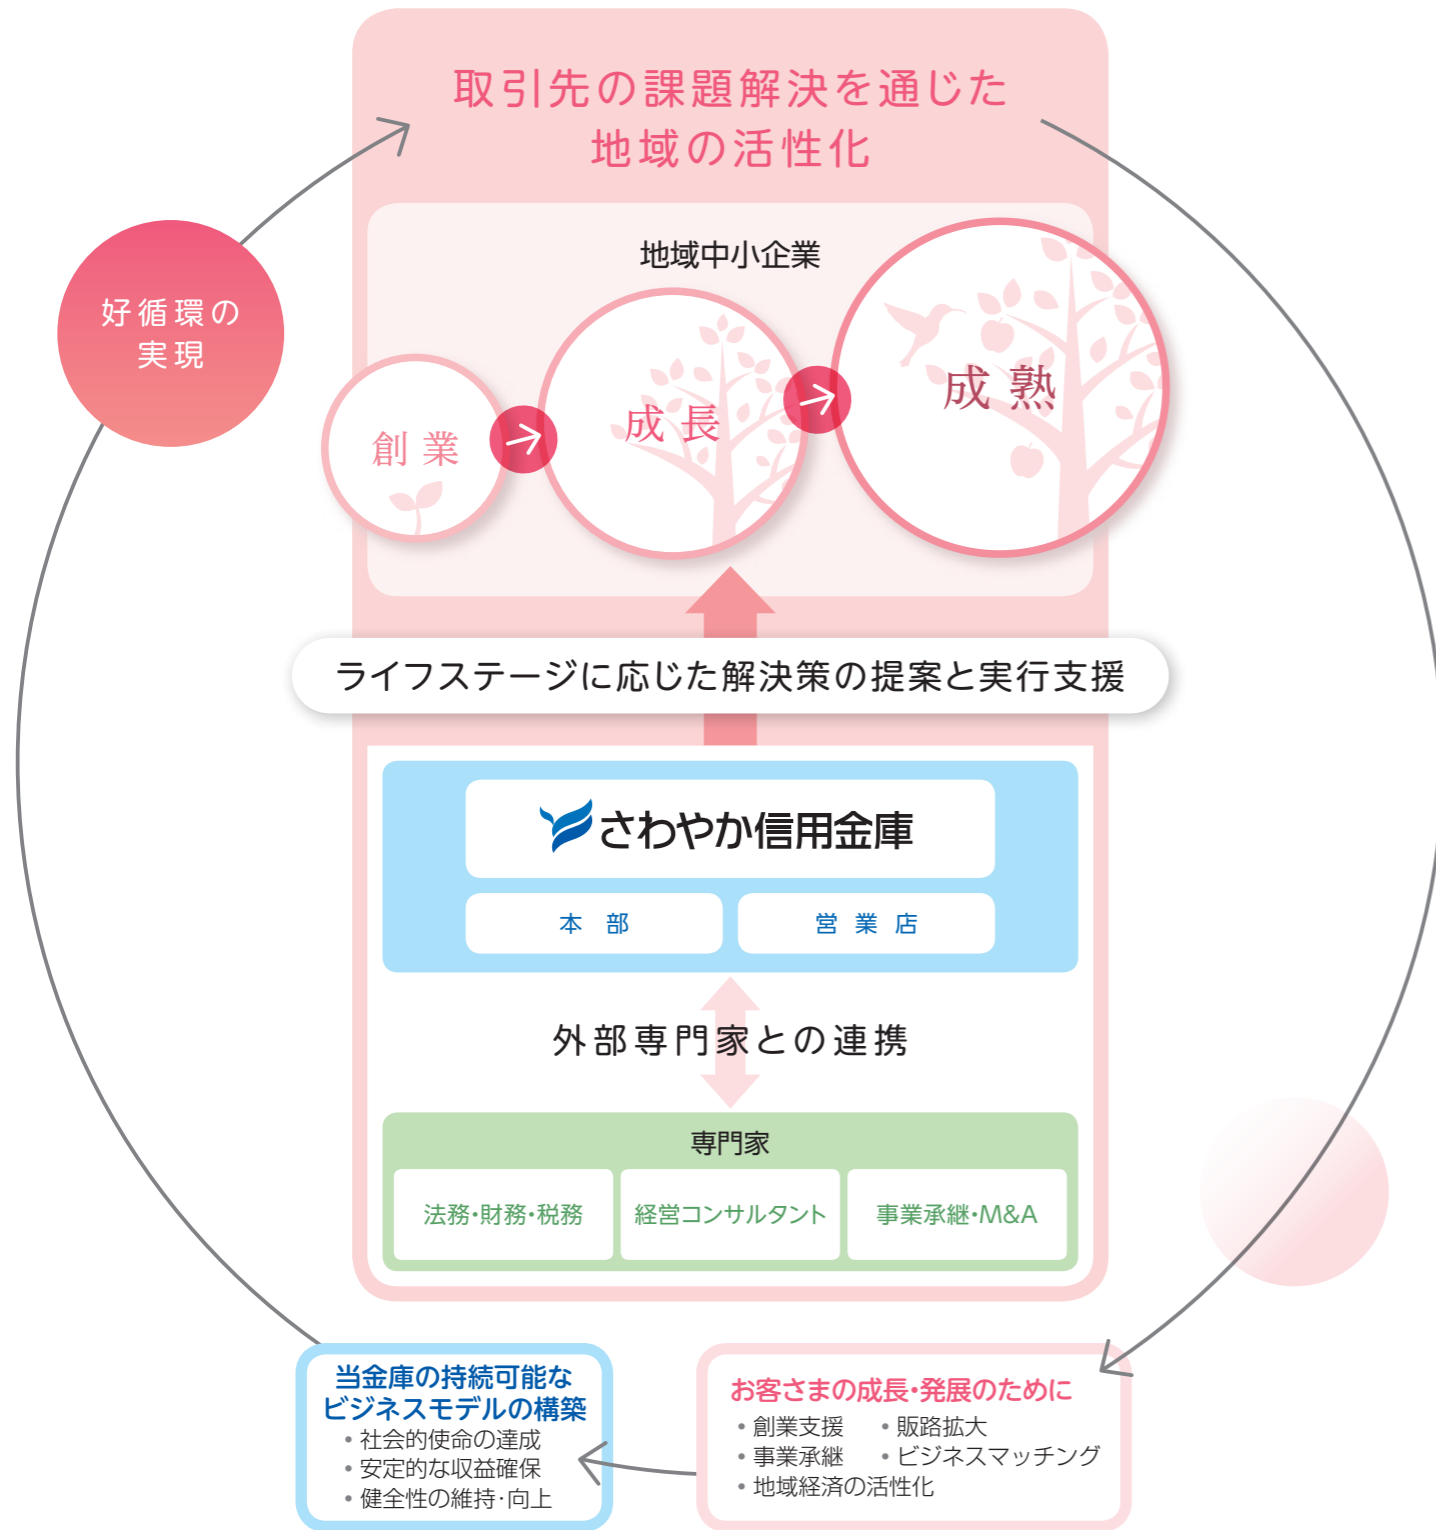 取引先の課題解決を通じた
地域の活性化
好循環の
実現
地域中小企業
創業
成長
成熟
ライフステージに応じた解決策の提案と実行支援
さわやか信用金庫
本部
営業店
外部専門家との連携
専門家
法務・財務・税務
経営コンサルタント
事業承継・M&A
当金庫の持続可能な
ビジネスモデルの構築
・社会的使命の達成
・安定的な収益確保
・健全性の維持・向上
お客さまの成長・発展のために
・創業支援 ・販路拡大
・事業承継 ・ビジネスマッチング
・地域経済の活性化